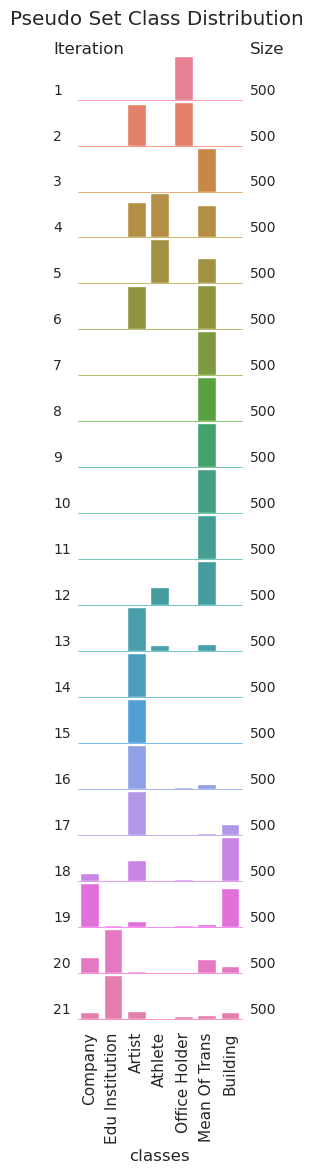 Pseudo Set Class Distribution
Iteration Size
1 500
2 500
3 500
4 500
5 500
6 500
7 500
8 500
9 500
10 500
11 500
12 500
13 500
14 500
15 500
16 500
17 500
18 500
19 500
20 500
21 500
Company
Edu Institution
Artist
Athlete
Office Holder
Mean Of Trans
Building
classes